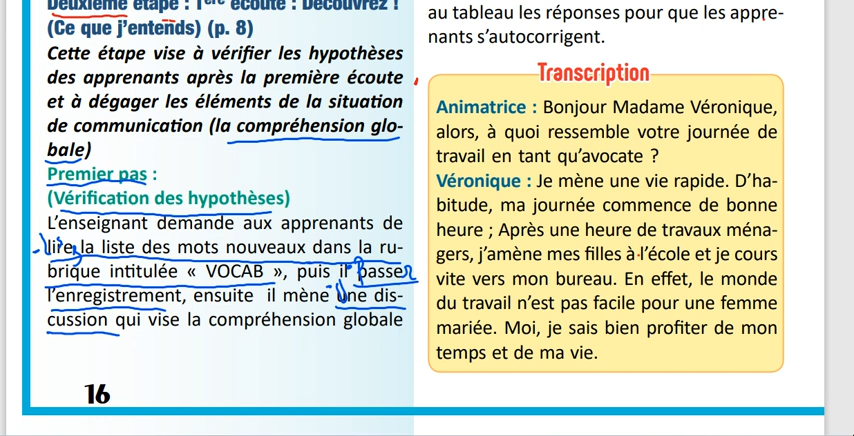 Deuxième étape : 1ère écoute : Découvrez !
(Ce que j'entends) (p. 8)
Cette étape vise à vérifier les hypothèses
des apprenants après la première écoute
et à dégager les éléments de la situation
de communication (la compréhension glo-
bale)
Premier pas :
(Vérification des hypothèses)
L'enseignant demande aux apprenants de
lire la liste des mots nouveaux dans la ru-
brique intitulée « VOCAB », puis il passer
l'enregistrement, ensuite il mène une dis-
cussion qui vise la compréhension globale
16
au tableau les réponses pour que les appre-
nants s'autocorrigent.
Transcription
Animatrice : Bonjour Madame Véronique,
alors, à quoi ressemble votre journée de
travail en tant qu'avocate ?
Véronique : Je mène une vie rapide. D'ha-
bitude, ma journée commence de bonne
heure ; Après une heure de travaux ména-
gers, j'amène mes filles à l'école et je cours
vite vers mon bureau. En effet, le monde
du travail n'est pas facile pour une femme
mariée. Moi, je sais bien profiter de mon
temps et de ma vie.